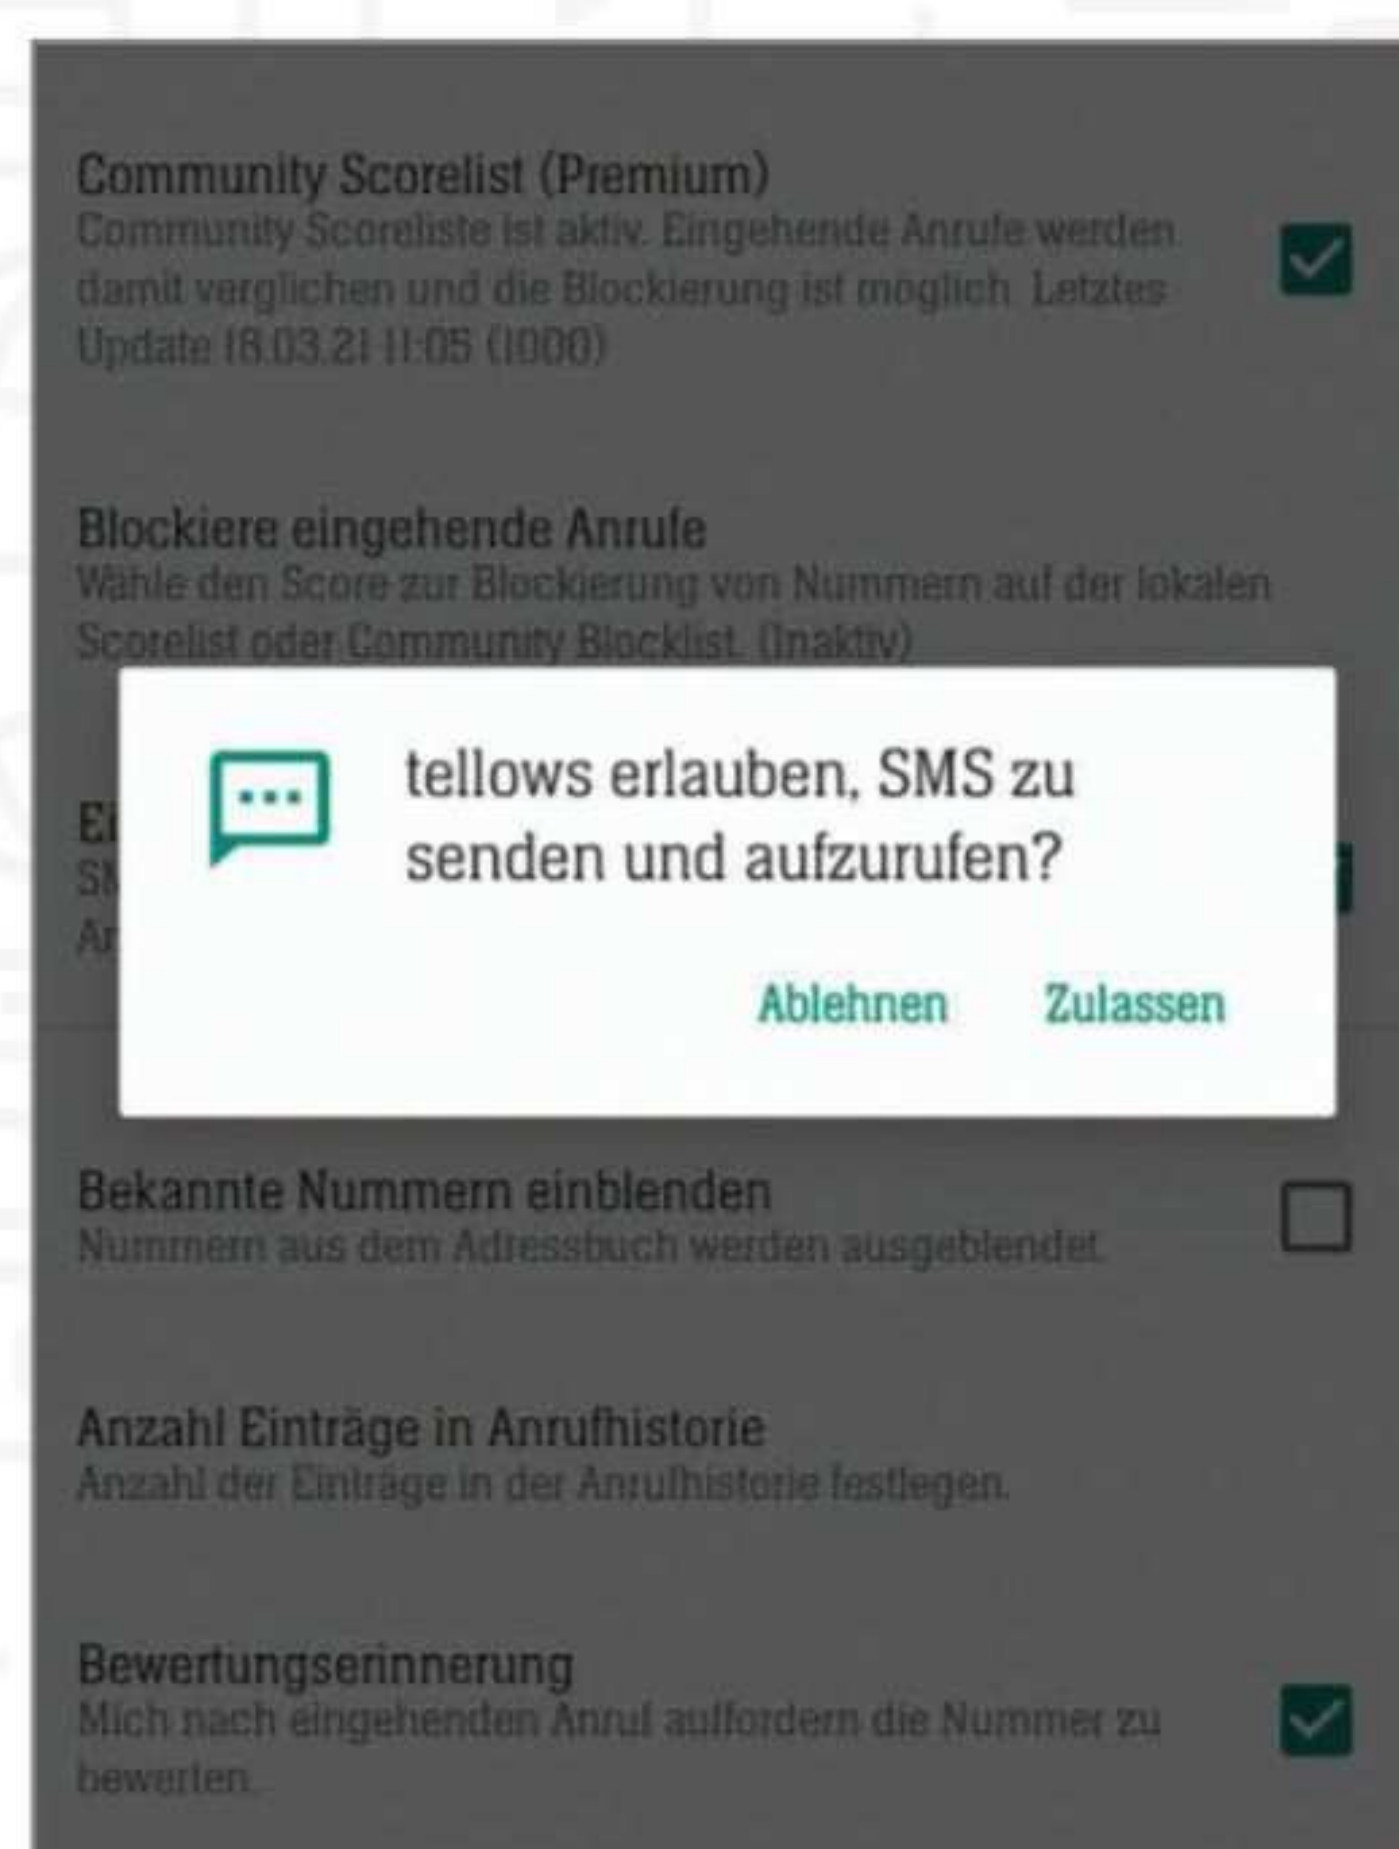 Community Scorelist (Premium)
Community Scoreliste ist aktiv. Eingehende Anrufe werden
damit verglichen und die Blockierung ist möglich. Letztes
Update 18.03.21 11:05 (1000)
Blockiere eingehende Anrufe
Wähle den Score zur Blockierung von Nummern auf der lokalen
Scorelist oder Community Blocklist. (Inaktiv)
tellows erlauben, SMS zu
senden und aufzurufen?
Ablehnen Zulassen
Bekannte Nummern einblenden
Nummern aus dem Adressbuch werden ausgeblendet.
Anzahl Einträge in Anrufhistorie
Anzahl der Einträge in der Anrufhistorie festlegen.
Bewertungserinnerung
Mich nach eingehenden Anruf auffordern die Nummer zu
bewerten.